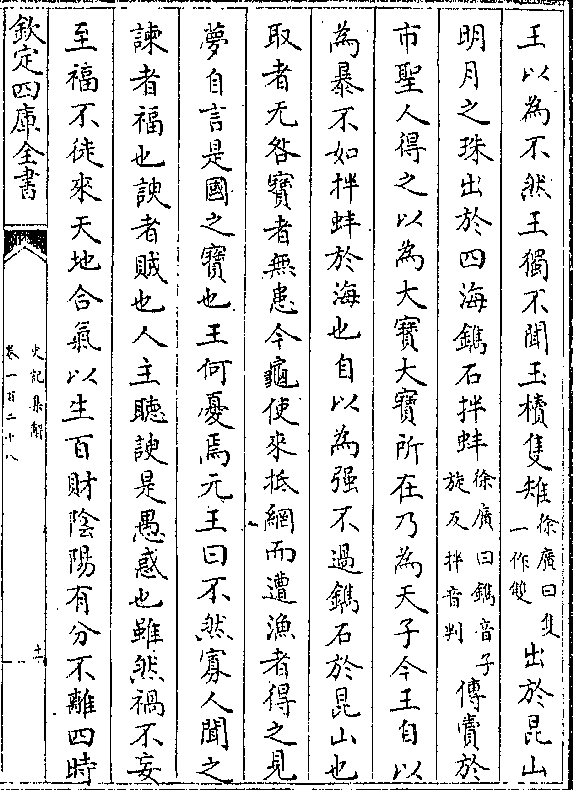 王以為不然王獨不聞玉櫝隻雉徐廣曰隻一作雙出於昆山
明月之珠出於四海鐫石拌蚌徐廣曰鐫音子旋反拌音判傳賣於
市聖人得之以為大寶大寶所在乃為天子今王自以
為暴不如拌蚌於海也自以為强不過鐫石於昆山也
取者无咎寶者無患今龜使來抵網而遭漁者得之見
夢自言是國之寶也王何憂焉元王曰不然寡人聞之
諫者福也諛者賊也人主聽諛是愚惑也雖然禍不妄
至福不徒來天地合氣以生百財陰陽有分不離四時
欽定四庫全書
史記集解
卷一百二十八
十一